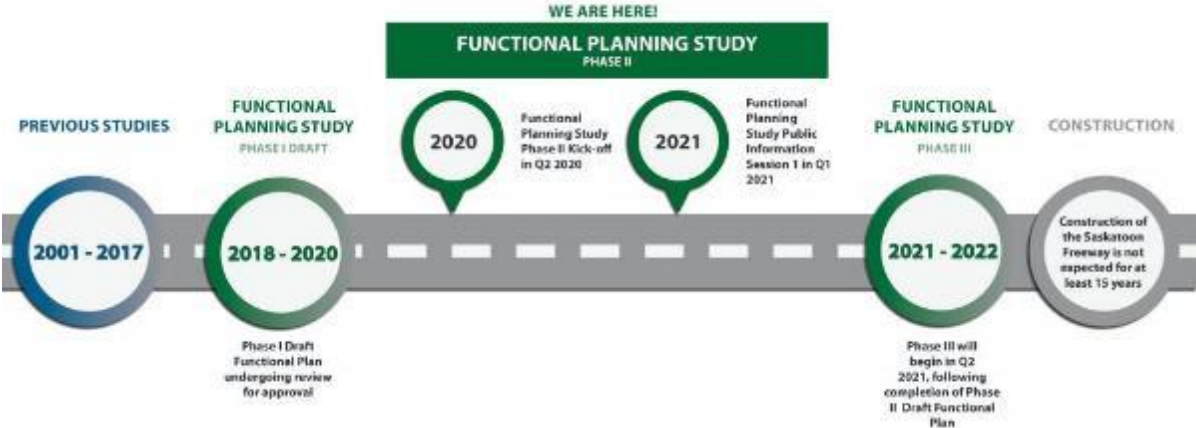 WE ARE HERE!
FUNCTIONAL PLANNING STUDY
PHASE II
PREVIOUS STUDIES
2001 - 2017
FUNCTIONAL
PLANNING STUDY
PHASE I DRAFT
2018 - 2020
Phase I Draft
Functional Plan
undergoing review
for approval
2020
Functional
Planning Study
Phase II Kick-off
in Q2 2020
2021
Functional
Planning
Study Public
Information
Session 1 in Q1
2021
FUNCTIONAL
PLANNING STUDY
PHASE III
2021 - 2022
Phase III will
begin in Q2
2021, following
completion of Phase
II Draft Functional
Plan
CONSTRUCTION
Construction of
the Saskatoon
Freeway is not
expected for at
least 15 years